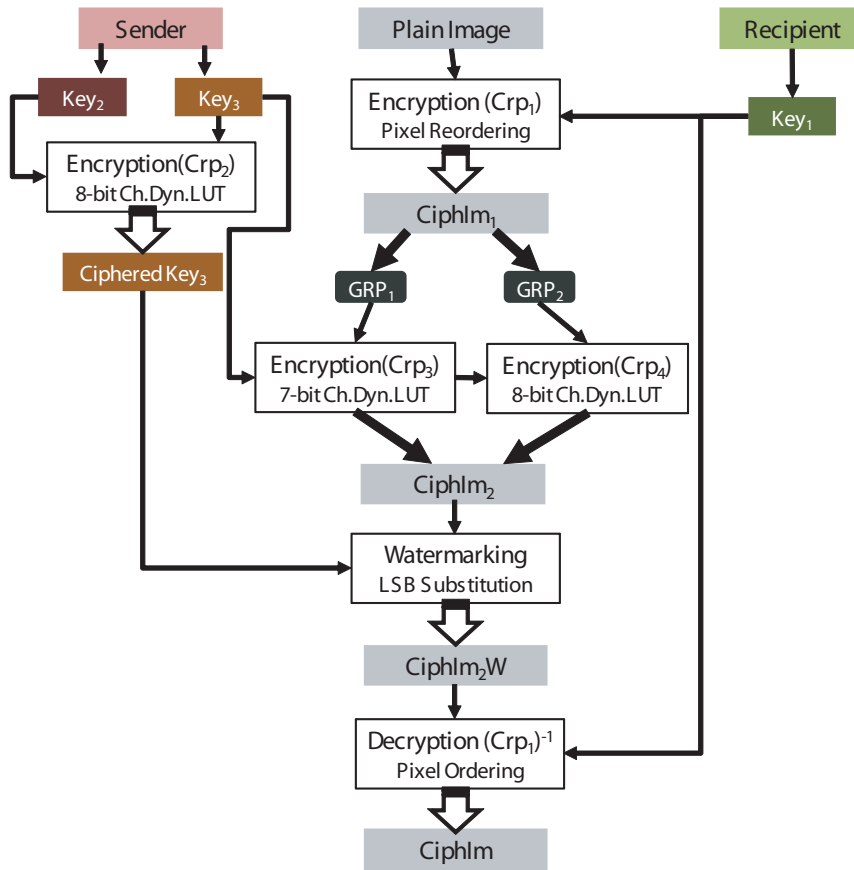 Sender
Plain Image
Recipient
Key2
Key3
Encryption (Crp1)
Pixel Reordering
Key1
Encryption(Crp2)
8-bit Ch.Dyn.LUT
CiphIm1
Ciphered Key3
GRP1
GRP2
Encryption(Crp3)
7-bit Ch.Dyn.LUT
Encryption(Crp4)
8-bit Ch.Dyn.LUT
CiphIm2
Watermarking
LSB Substitution
CiphIm2W
Decryption (Crp1)-1
Pixel Ordering
CiphIm